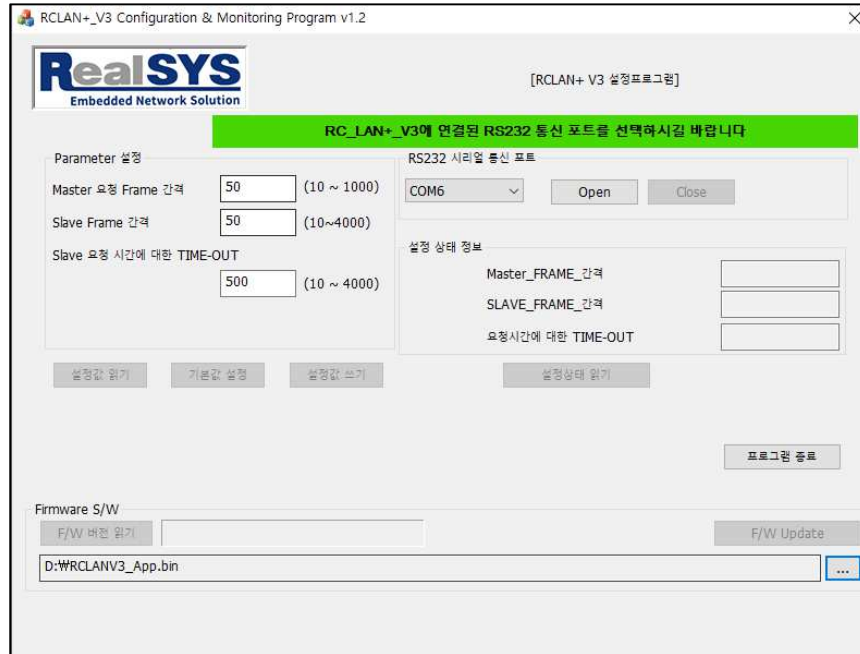 RCLAN+_V3 Configuration & Monitoring Program v1.2
RealSYS
Embedded Network Solution
[RCLAN+ V3 설정프로그램]
RC_LAN+_V3에 연결된 RS232 통신 포트를 선택하시길 바랍니다
Parameter 설정
Master 요청 Frame 간격 50 (10 ~ 1000)
Slave Frame 간격 50 (10~4000)
Slave 요청 시간에 대한 TIME-OUT
500 (10 ~ 4000)
RS232 시리얼 통신 포트
COM6 Open Close
설정 상태 정보
Master_FRAME_간격
SLAVE_FRAME_간격
요청시간에 대한 TIME-OUT
설정값 읽기 기본값 설정 설정값 쓰기 설정상태 읽기
프로그램 종료
Firmware S/W
F/W 버전 읽기 F/W Update
D:₩RCLANV3_App.bin ...